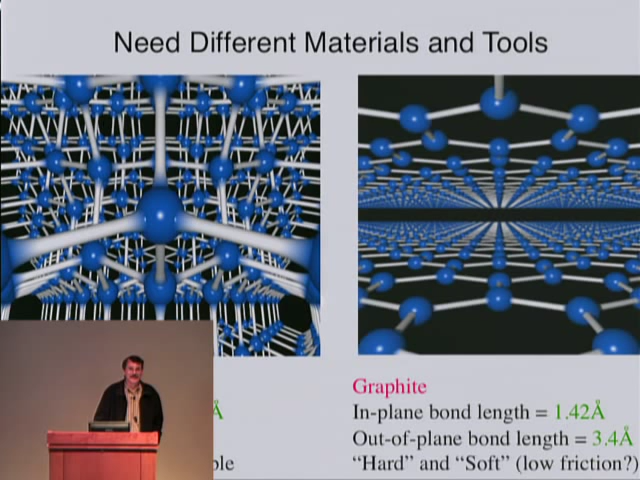 Need Different Materials and Tools
Å
ble
Graphite
In-plane bond length = 1.42Å
Out-of-plane bond length = 3.4Å
“Hard” and “Soft” (low friction?)